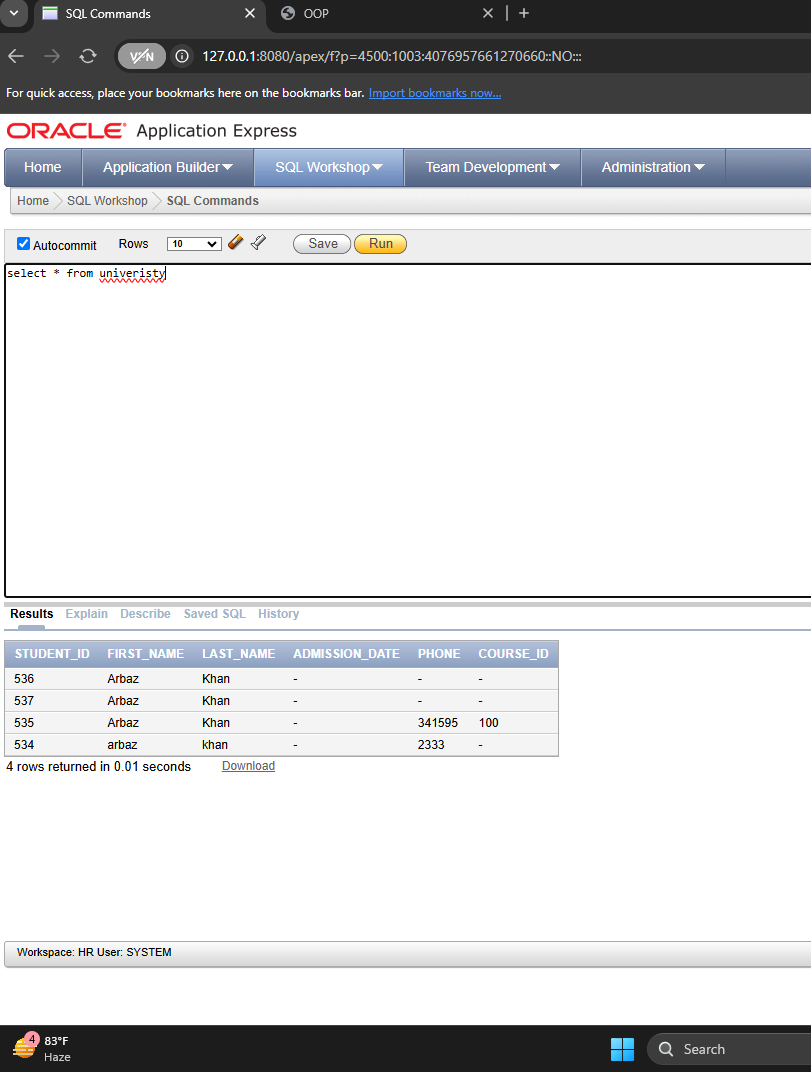 SQL Commands
OOP
VPN
127.0.0.1:8080/apex/f?p=4500:1003:4076957661270660::NO:::
For quick access, place your bookmarks here on the bookmarks bar. Import bookmarks now...
ORACLE® Application Express
Home Application Builder SQL Workshop Team Development Administration
Home SQL Workshop SQL Commands
Autocommit Rows 10 Save Run
select * from univeristy
Results Explain Describe Saved SQL History
STUDENT_ID FIRST_NAME LAST_NAME ADMISSION_DATE PHONE COURSE_ID
536 Arbaz Khan - - -
537 Arbaz Khan - - -
535 Arbaz Khan - 341595 100
534 arbaz khan - 2333 -
4 rows returned in 0.01 seconds Download
Workspace: HR User: SYSTEM
4
83°F
Haze
Search